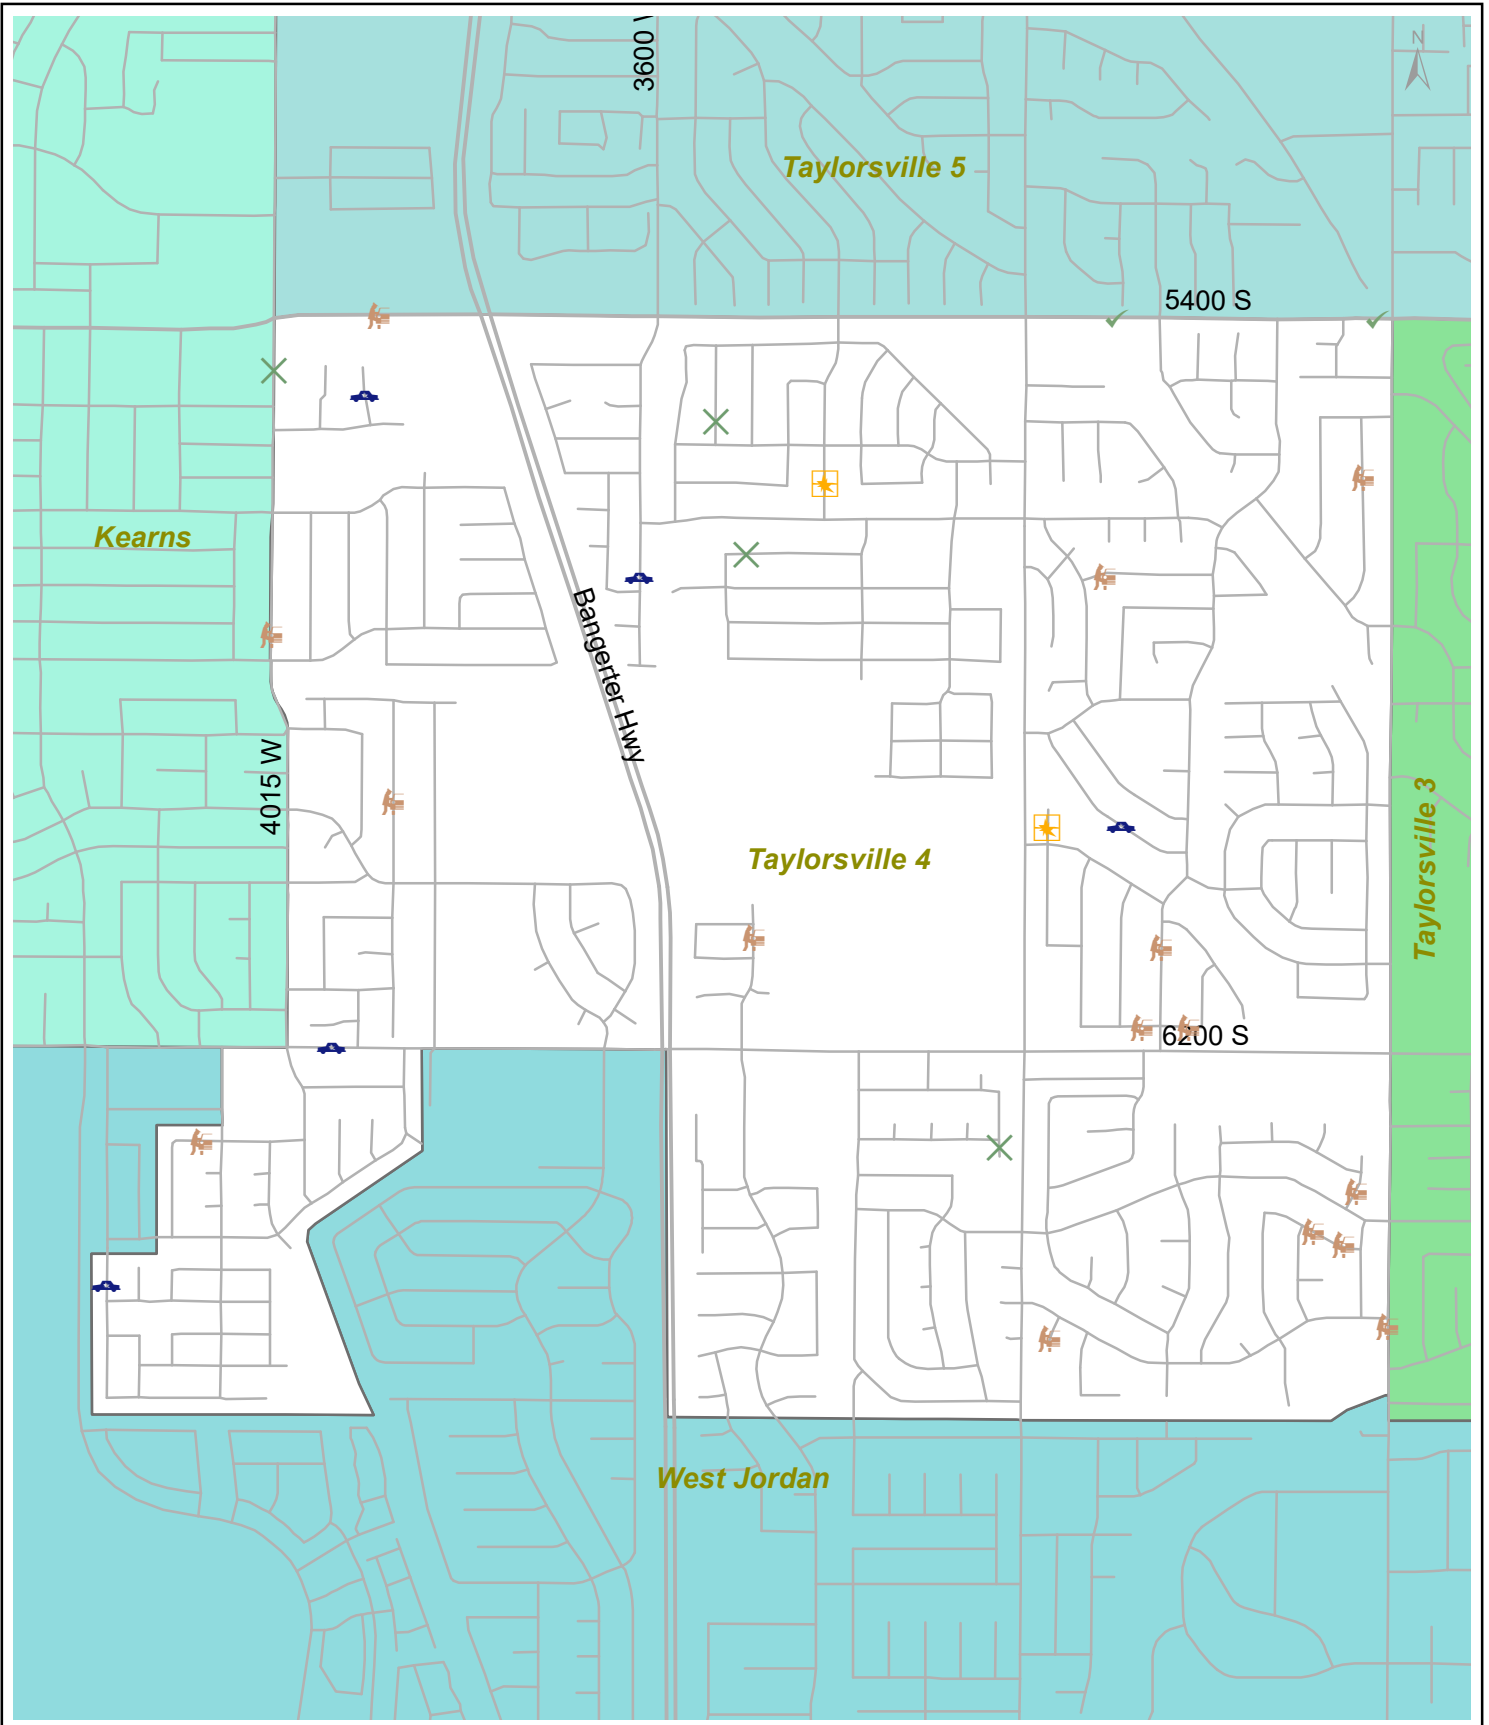 3600 W
N
Taylorsville 5
5400 S
Kearns
Bangerter Hwy
4015 W
Taylorsville 4
Taylorsville 3
6200 S
West Jordan